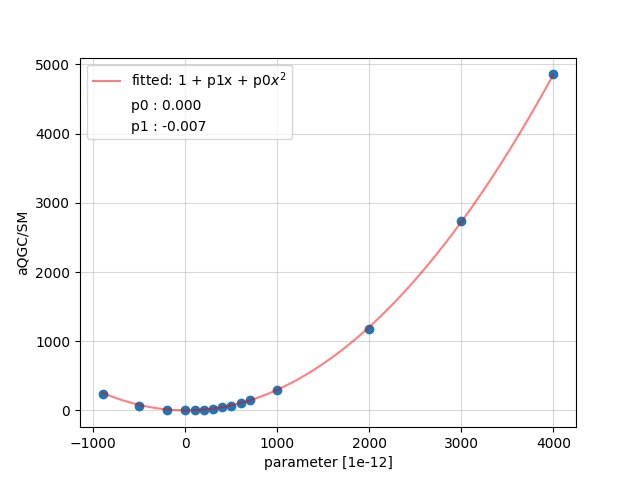 5000
4000
3000
2000
1000
0
aQGC/SM
fitted: 1 + p1x + p0x²
p0 : 0.000
p1 : -0.007
−1000 0 1000 2000 3000 4000
parameter [1e-12]